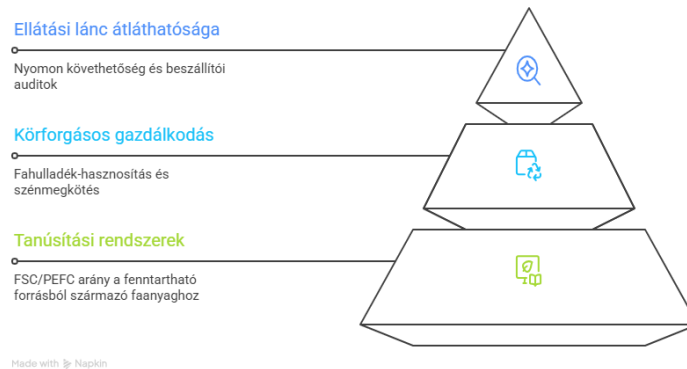 Ellátási lánc átláthatósága
Nyomon követhetőség és beszállítói
auditok
Körforgásos gazdálkodás
Fahulladék-hasznosítás és
szénmegkötés
Tanúsítási rendszerek
FSC/PEFC arány a fenntartható
forrásból származó faanyaghoz
Made with Napkin